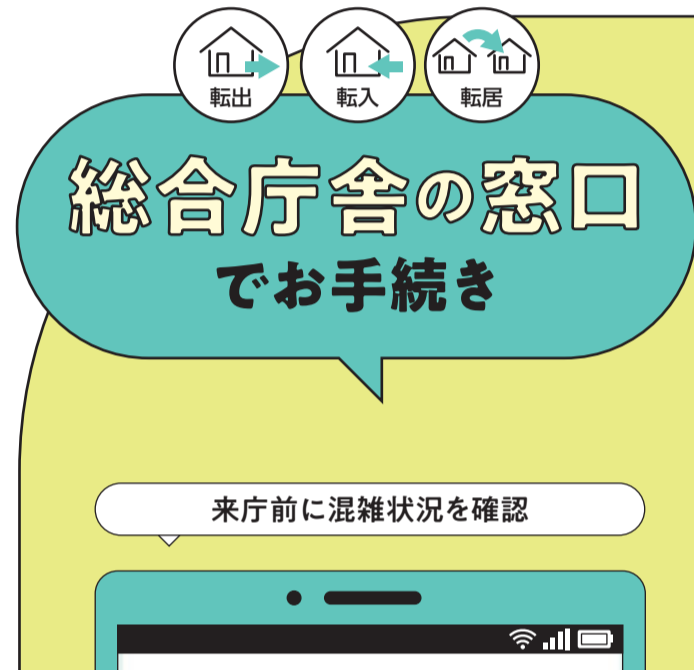 転出
転入
転居
総合庁舎の窓口
でお手続き
来庁前に混雑状況を確認